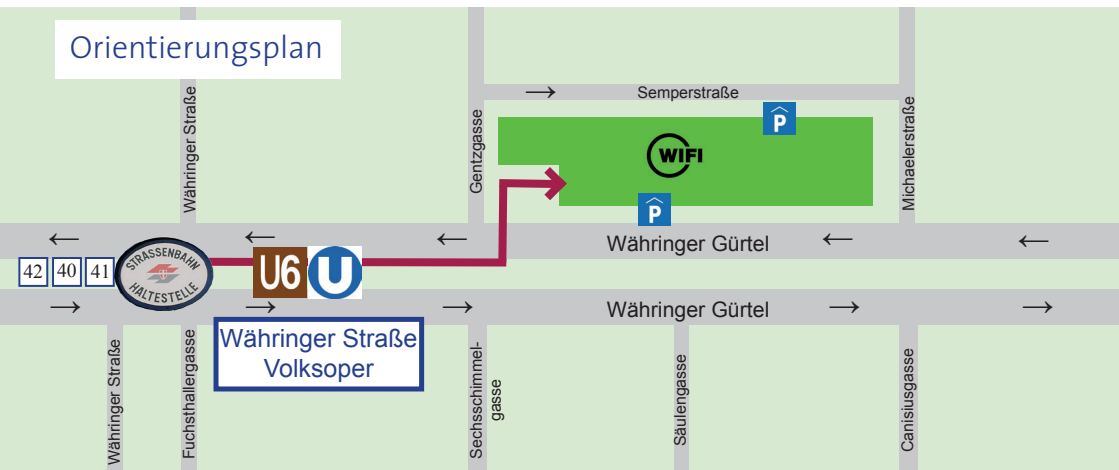 Orientierungsplan
Währinger Straße
Gentzgasse
Semperstraße
Michaelerstraße
P
WIFI
P
Währinger Gürtel
42 40 41
STRASSENBAHN
HALTESTELLE
U6 U
Währinger Gürtel
Währinger Straße
Volksoper
Währinger Straße
Fuchsthallergasse
Sechsschimmel-
gasse
Säulengasse
Canisiusgasse